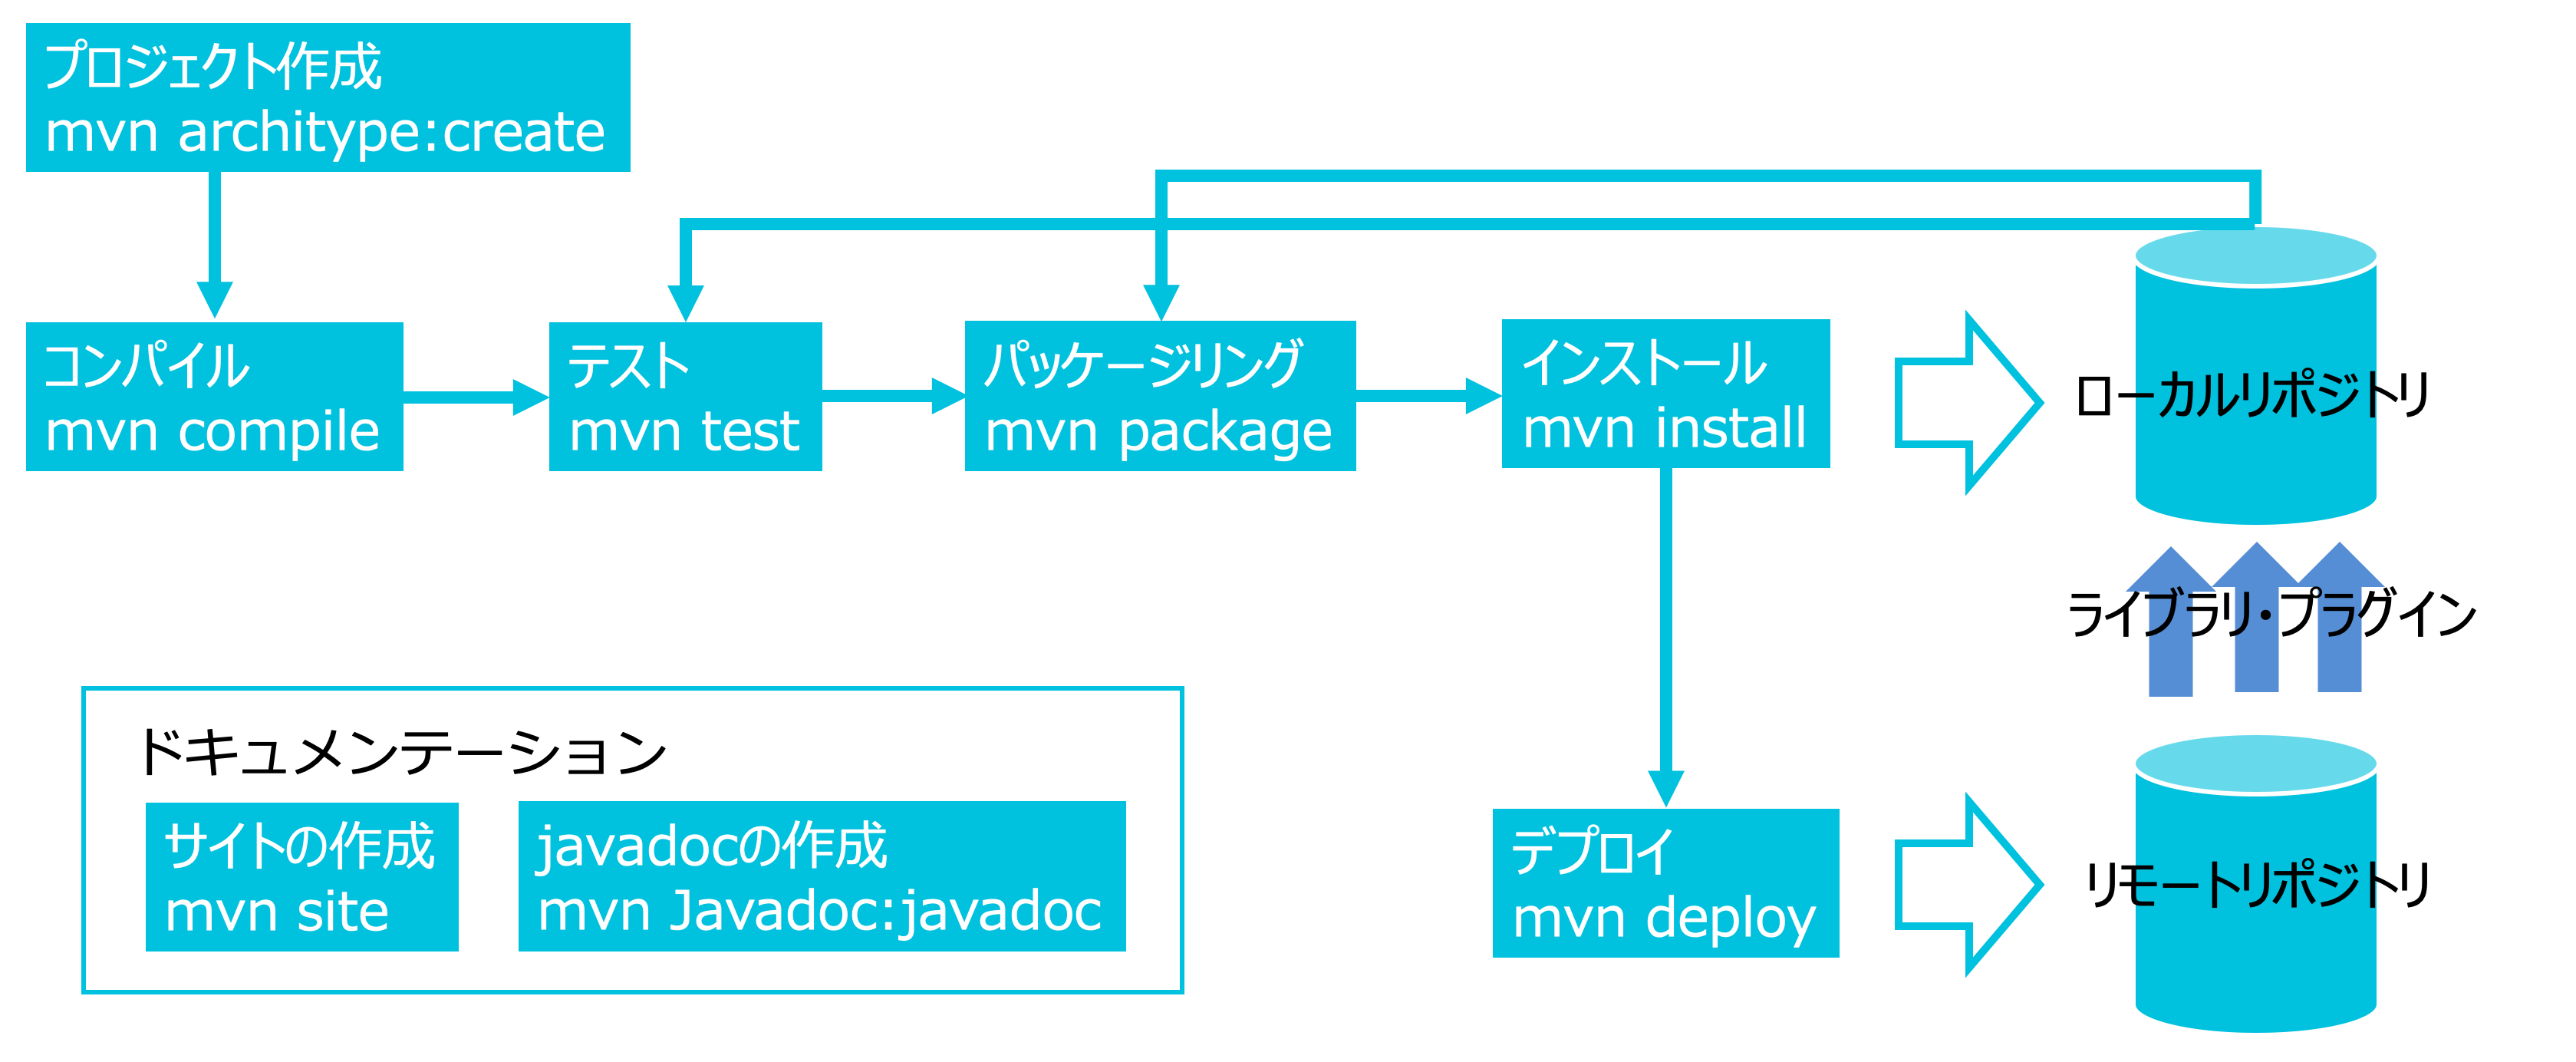 プロジェクト作成
mvn architype:create
コンパイル
mvn compile
テスト
mvn test
パッケージリング
mvn package
インストール
mvn install
ローカルリポジトリ
ライブラリ・プラグイン
ドキュメンテーション
サイトの作成
mvn site
javadocの作成
mvn Javadoc:javadoc
デプロイ
mvn deploy
リモートリポジトリ